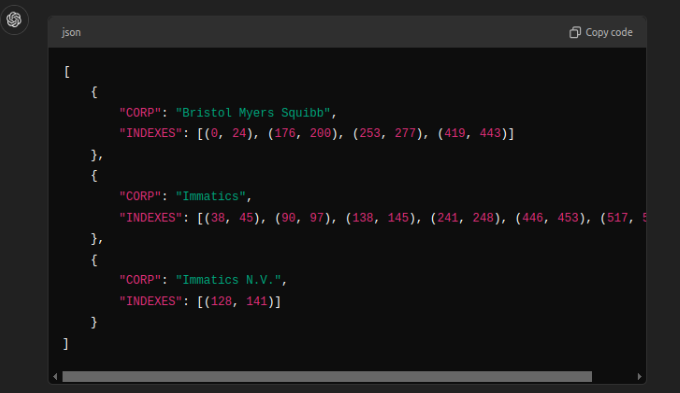 json
Copy code
[
{
"CORP": "Bristol Myers Squibb",
"INDEXES": [(0, 24), (176, 200), (253, 277), (419, 443)]
},
{
"CORP": "Immatics",
"INDEXES": [(38, 45), (90, 97), (138, 145), (241, 248), (446, 453), (517,
},
{
"CORP": "Immatics N.V.",
"INDEXES": [(128, 141)]
}
]